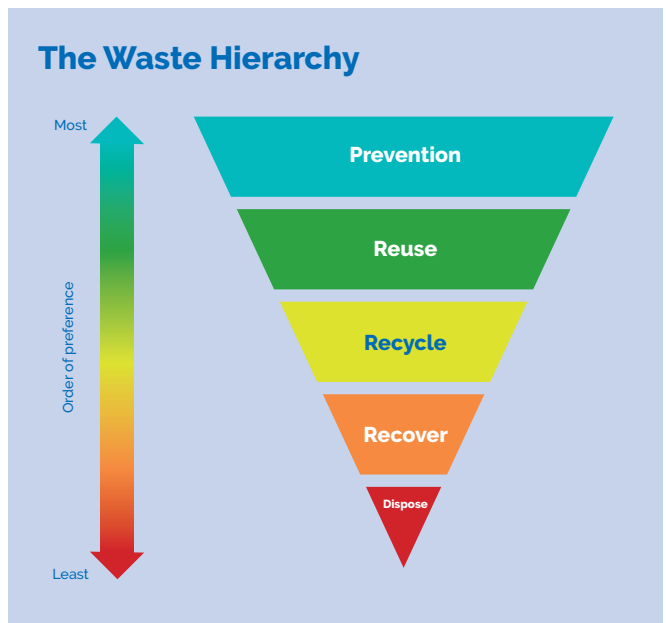 The Waste Hierarchy
Most
Prevention
Reuse
Order of preference
Recycle
Recover
Dispose
Least